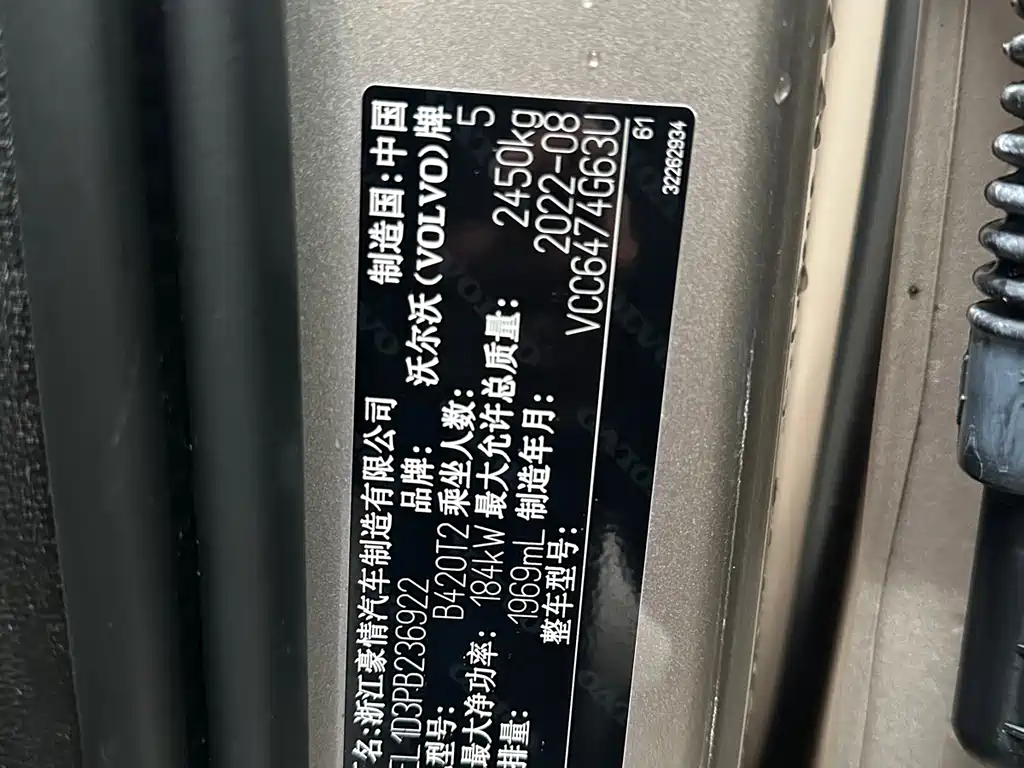 名:浙江豪情汽车制造有限公司 制造国:中国
L1D3PB236922 品牌: 沃尔沃(VOLVO)牌
型号: B420T2 乘坐人数: 5
最大净功率: 184kW 最大允许总质量: 2450kg
排量: 1969mL 制造年月: 2022-08
整车型号: VCC6474G63U
61
32262934